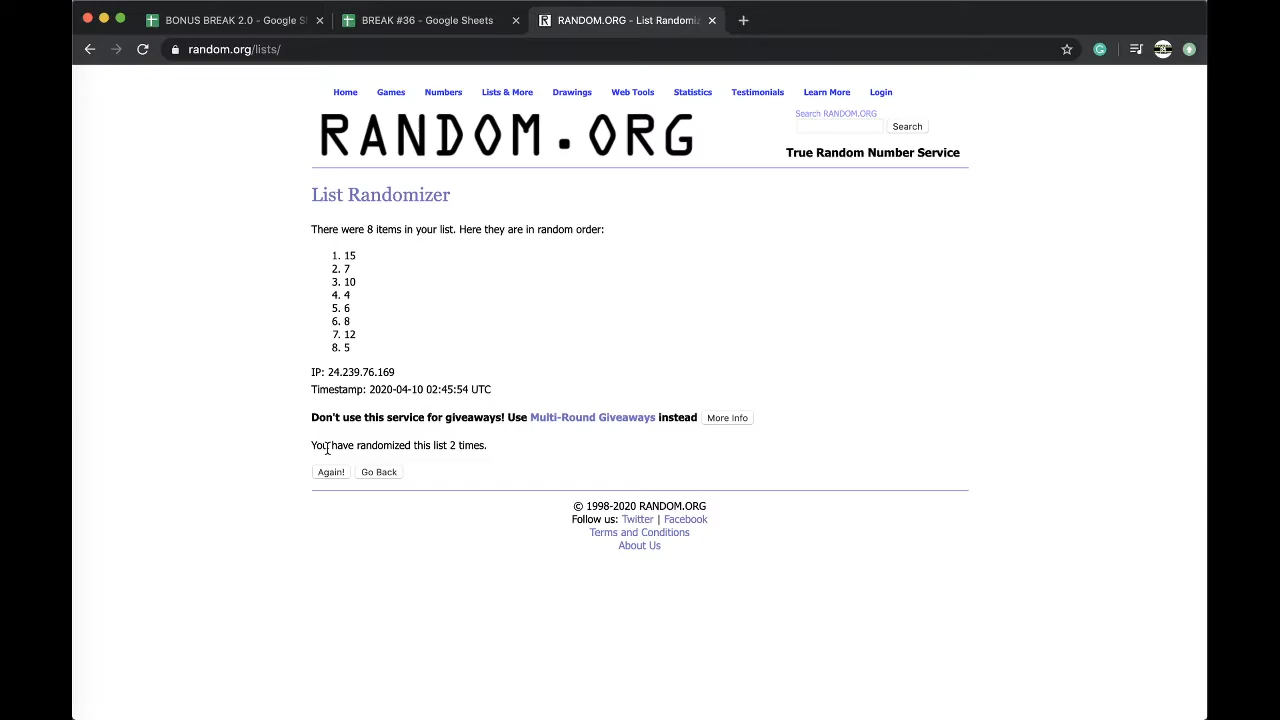 BONUS BREAK 2.0 - Google S
BREAK #36 - Google Sheets
RANDOM.ORG - List Randomiz
random.org/lists/
Home Games Numbers Lists & More Drawings Web Tools Statistics Testimonials Learn More Login
RANDOM.ORG
Search RANDOM.ORG
Search
True Random Number Service
List Randomizer
There were 8 items in your list. Here they are in random order:
1. 15
2. 7
3. 10
4. 4
5. 6
6. 8
7. 12
8. 5
IP: 24.239.76.169
Timestamp: 2020-04-10 02:45:54 UTC
Don't use this service for giveaways! Use Multi-Round Giveaways instead More Info
You have randomized this list 2 times.
Again! Go Back
© 1998-2020 RANDOM.ORG
Follow us: Twitter | Facebook
Terms and Conditions
About Us